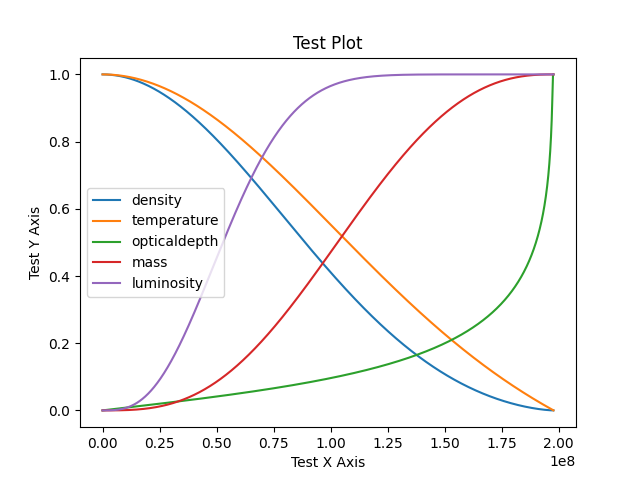 Test Plot
1.0
0.8
0.6
0.4
0.2
0.0
Test Y Axis
density
temperature
opticaldepth
mass
luminosity
0.00 0.25 0.50 0.75 1.00 1.25 1.50 1.75 2.00
1e8
Test X Axis